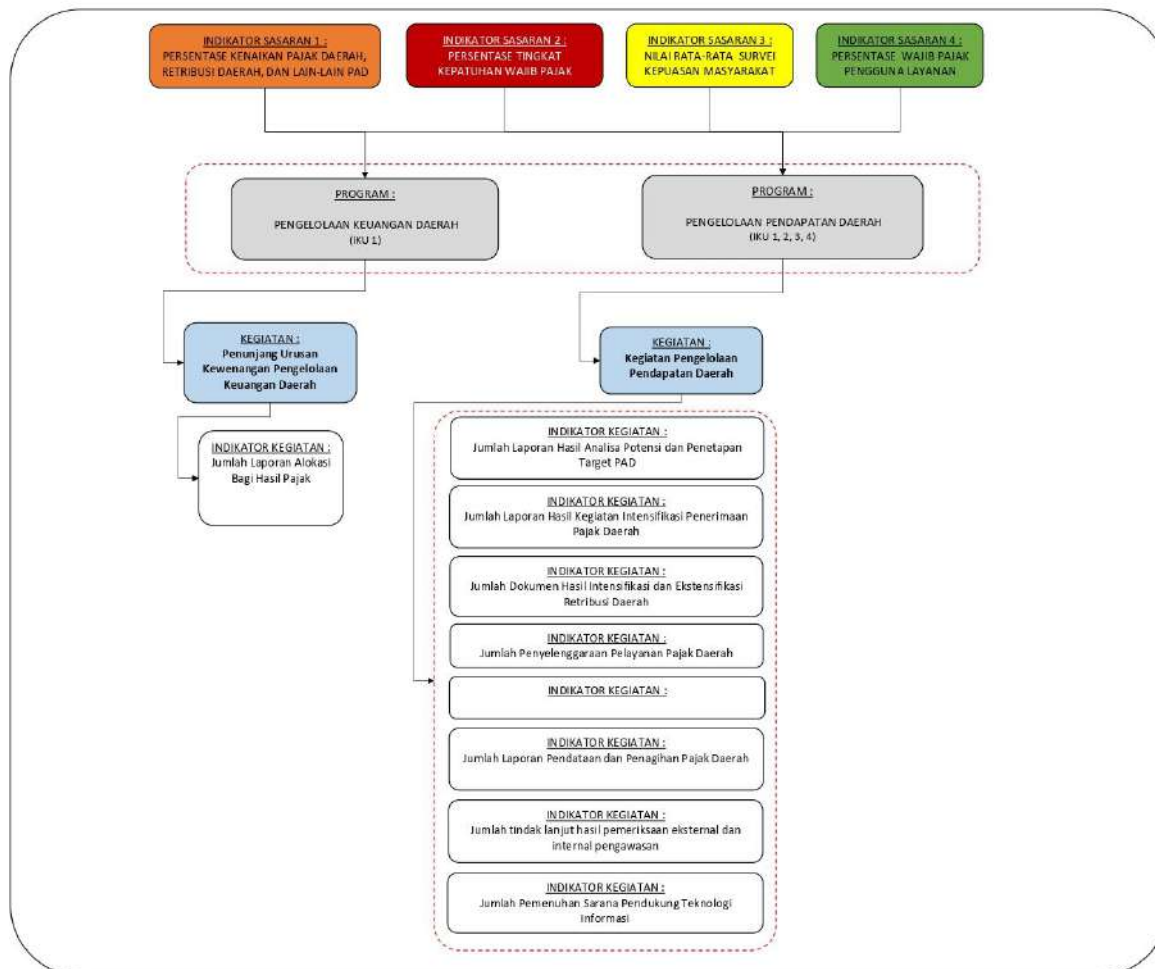 INDIKATOR SASARAN 1 :
PERSENTASE KENAIKAN PAJAK DAERAH,
RETRIBUSI DAERAH, DAN LAIN-LAIN PAD
INDIKATOR SASARAN 2 :
PERSENTASE TINGKAT
KEPATUHAN WAJIB PAJAK
INDIKATOR SASARAN 3 :
NILAI RATA-RATA SURVEI
KEPUASAN MASYARAKAT
INDIKATOR SASARAN 4 :
PERSENTASE WAJIB PAJAK
PENGGUNA LAYANAN
PROGRAM :
PENGELOLAAN KEUANGAN DAERAH
(IKU 1)
PROGRAM :
PENGELOLAAN PENDAPATAN DAERAH
(IKU 1, 2, 3, 4)
KEGIATAN :
Penunjang Urusan
Kewenangan Pengelolaan
Keuangan Daerah
KEGIATAN :
Kegiatan Pengelolaan
Pendapatan Daerah
INDIKATOR KEGIATAN :
Jumlah Laporan Alokasi
Bagi Hasil Pajak
INDIKATOR KEGIATAN :
Jumlah Laporan Hasil Analisa Potensi dan Penetapan
Target PAD
INDIKATOR KEGIATAN :
Jumlah Laporan Hasil Kegiatan Intensifikasi Penerimaan
Pajak Daerah
INDIKATOR KEGIATAN :
Jumlah Dokumen Hasil Intensifikasi dan Ekstensifikasi
Retribusi Daerah
INDIKATOR KEGIATAN :
Jumlah Penyelenggaraan Pelayanan Pajak Daerah
INDIKATOR KEGIATAN :
INDIKATOR KEGIATAN :
Jumlah Laporan Pendataan dan Penagihan Pajak Daerah
INDIKATOR KEGIATAN :
Jumlah tindak lanjut hasil pemeriksaan eksternal dan
internal pengawasan
INDIKATOR KEGIATAN :
Jumlah Pemenuhan Sarana Pendukung Teknologi
Informasi